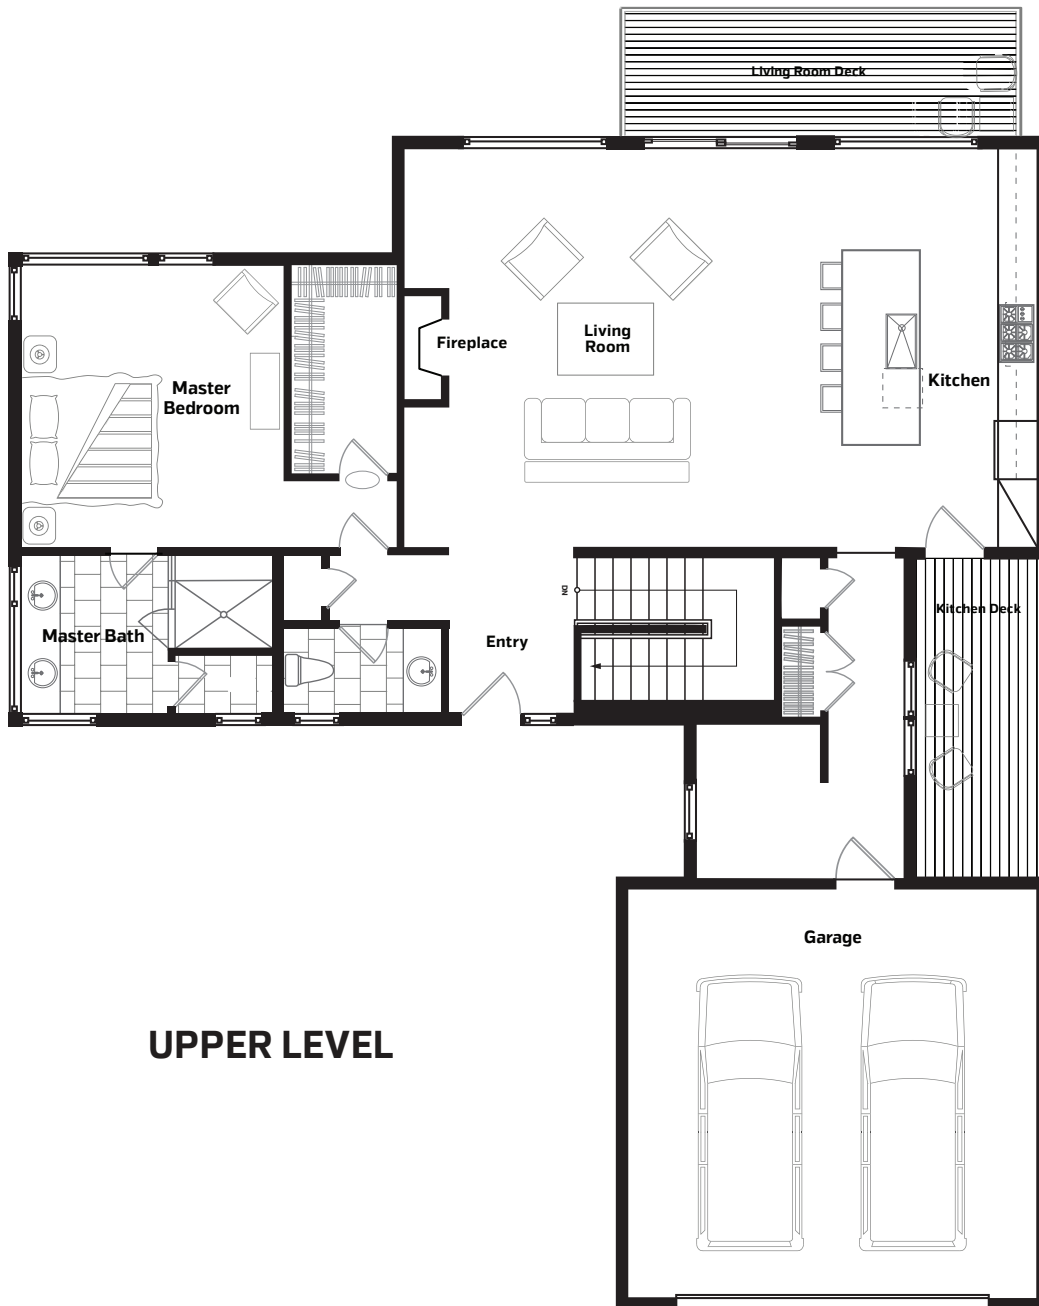 Living Room Deck
Fireplace
Living
Room
Kitchen
Master
Bedroom
DN
Kitchen Deck
Master Bath
Entry
Garage
UPPER LEVEL